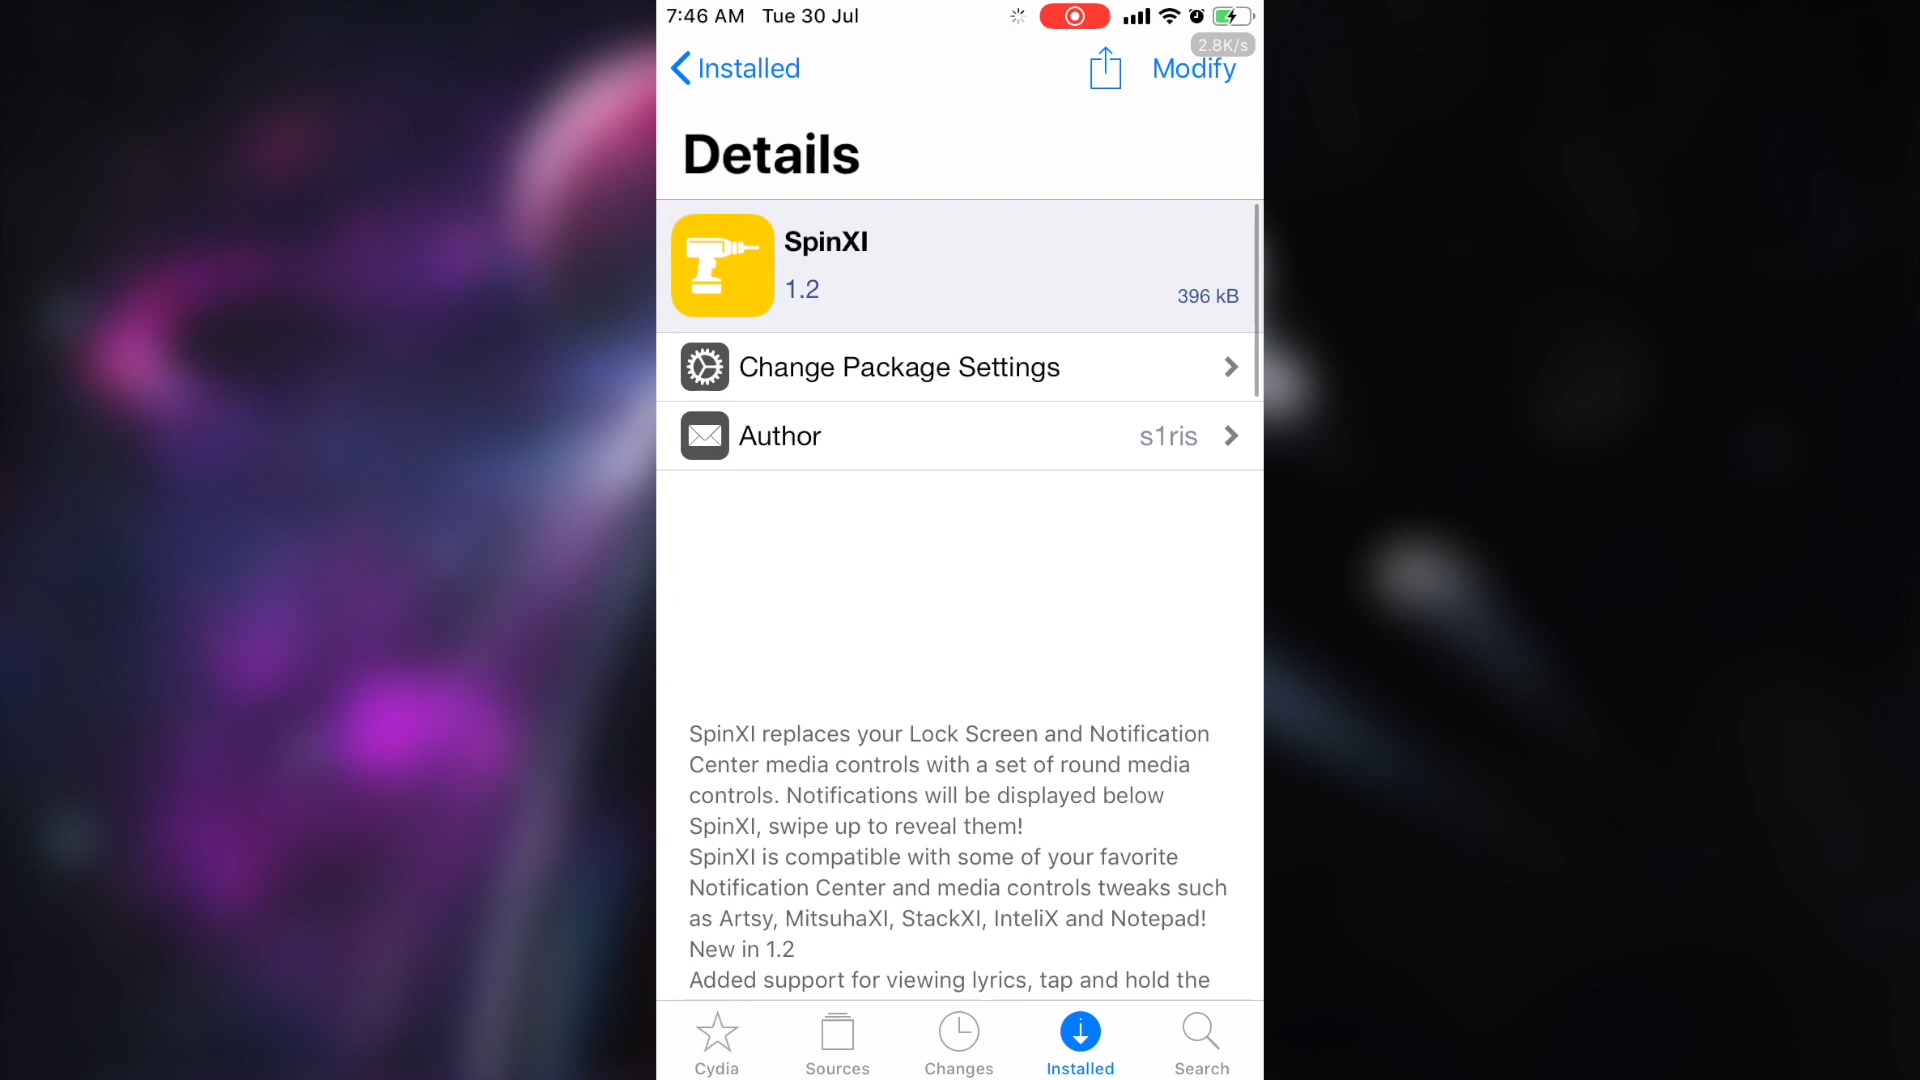 7:46 AM Tue 30 Jul
2.8K/s
Installed
Modify
Details
SpinXI
1.2
396 kB
Change Package Settings
Author
s1ris
SpinXI replaces your Lock Screen and Notification
Center media controls with a set of round media
controls. Notifications will be displayed below
SpinXI, swipe up to reveal them!
SpinXI is compatible with some of your favorite
Notification Center and media controls tweaks such
as Artsy, MitsuhaXI, StackXI, InteliX and Notepad!
New in 1.2
Added support for viewing lyrics, tap and hold the
Cydia
Sources
Changes
Installed
Search